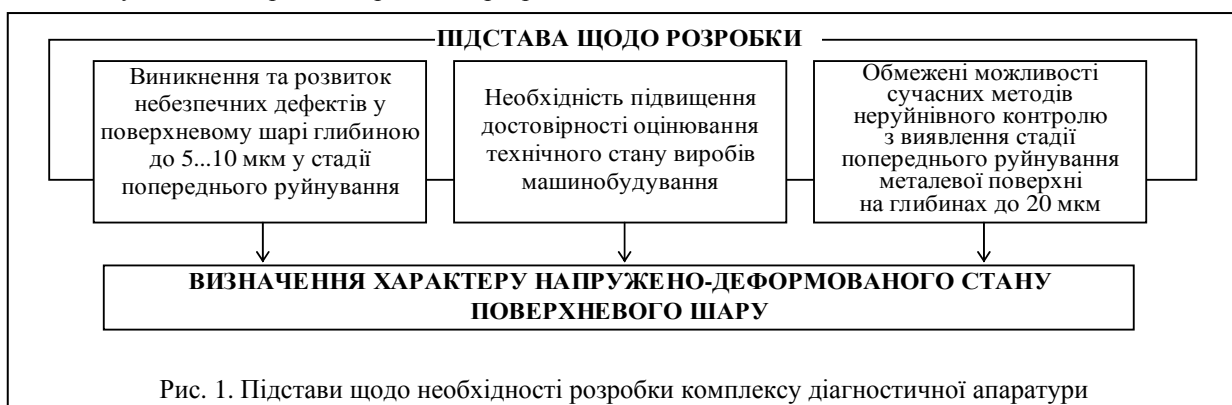 ПІДСТАВА ЩОДО РОЗРОБКИ
Виникнення та розвиток
небезпечних дефектів у
поверхневому шарі глибиною
до 5...10 мкм у стадії
попереднього руйнування
Необхідність підвищення
достовірності оцінювання
технічного стану виробів
машинобудування
Обмежені можливості
сучасних методів
неруйнівного контролю
з виявлення стадії
попереднього руйнування
металевої поверхні
на глибинах до 20 мкм
ВИЗНАЧЕННЯ ХАРАКТЕРУ НАПРУЖЕНО-ДЕФОРМОВАНОГО СТАНУ
ПОВЕРХНЕВОГО ШАРУ
Рис. 1. Підстави щодо необхідності розробки комплексу діагностичної апаратури